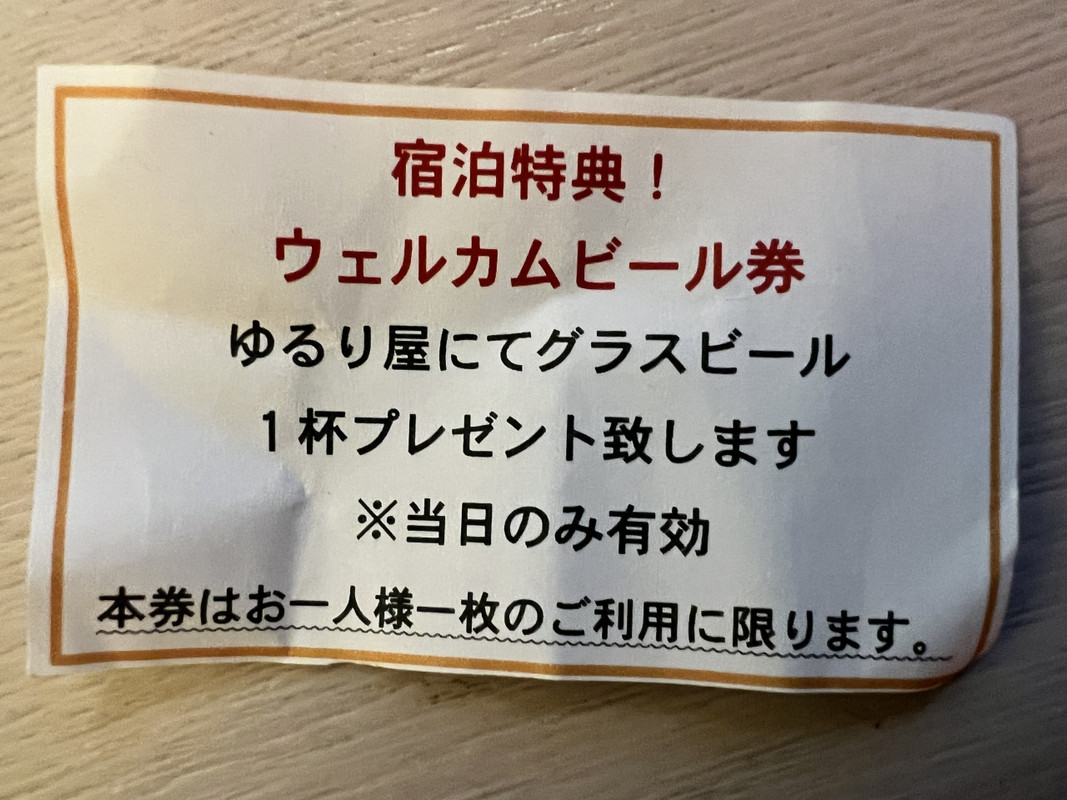 宿泊特典！
ウェルカムビール券
ゆるり屋にてグラスビール
１杯プレゼント致します
※当日のみ有効
本券はお一人様一枚のご利用に限ります。